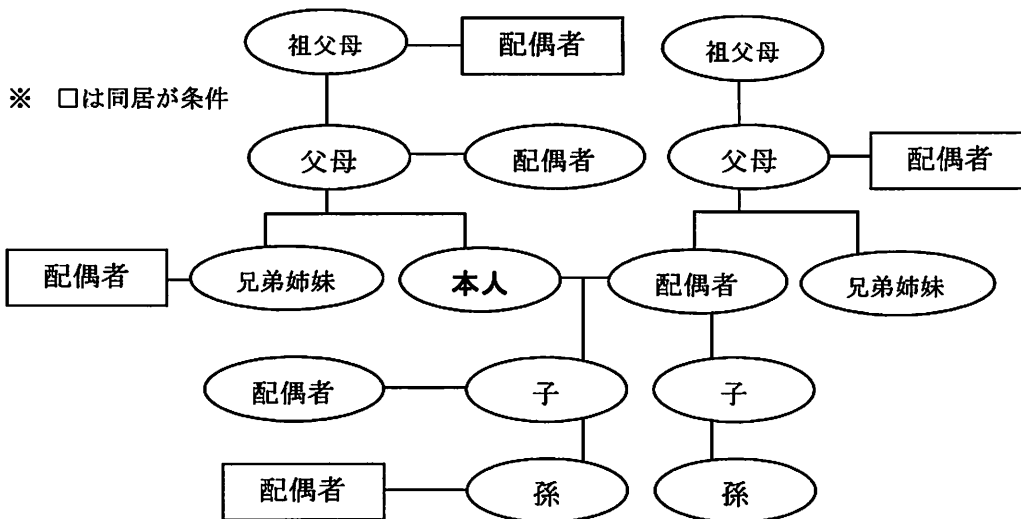 祖父母 配偶者 祖父母
※ □は同居が条件
父母 配偶者 父母 配偶者
配偶者 兄弟姉妹 本人 配偶者 兄弟姉妹
配偶者 子 子
配偶者 孫 孫